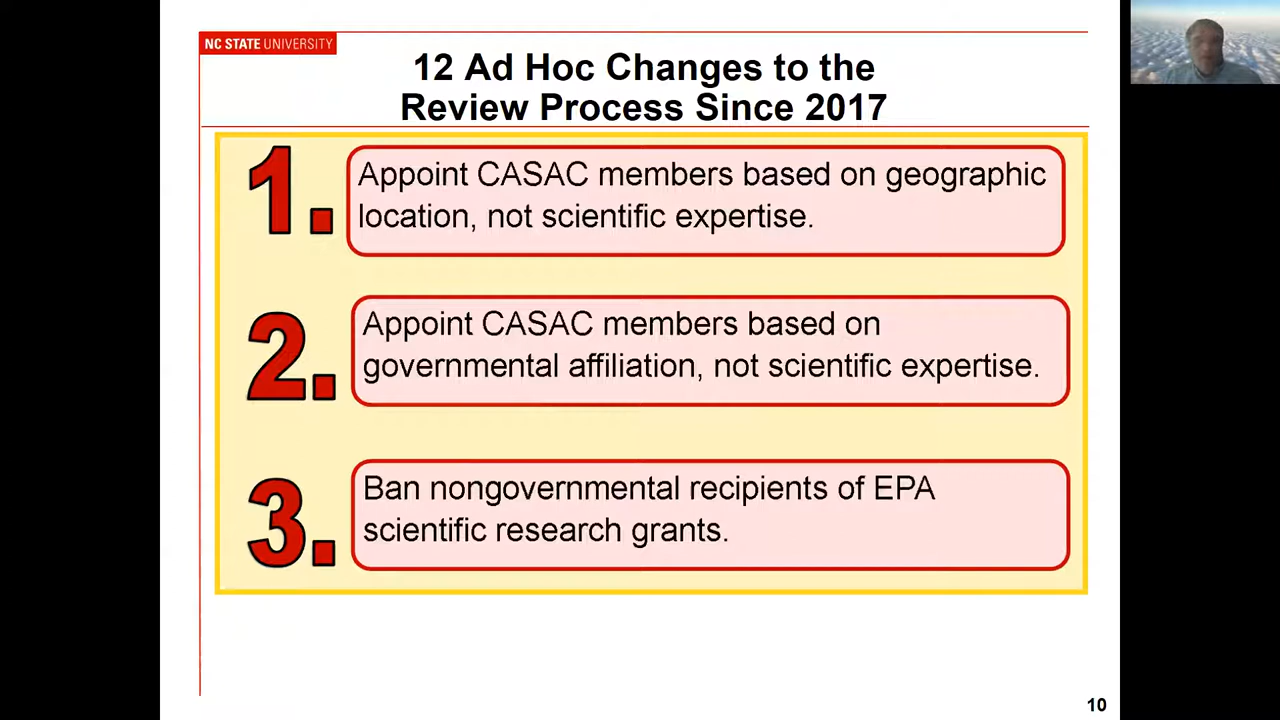 NC STATE UNIVERSITY
12 Ad Hoc Changes to the
Review Process Since 2017
1.
Appoint CASAC members based on geographic
location, not scientific expertise.
2.
Appoint CASAC members based on
governmental affiliation, not scientific expertise.
3.
Ban nongovernmental recipients of EPA
scientific research grants.
10